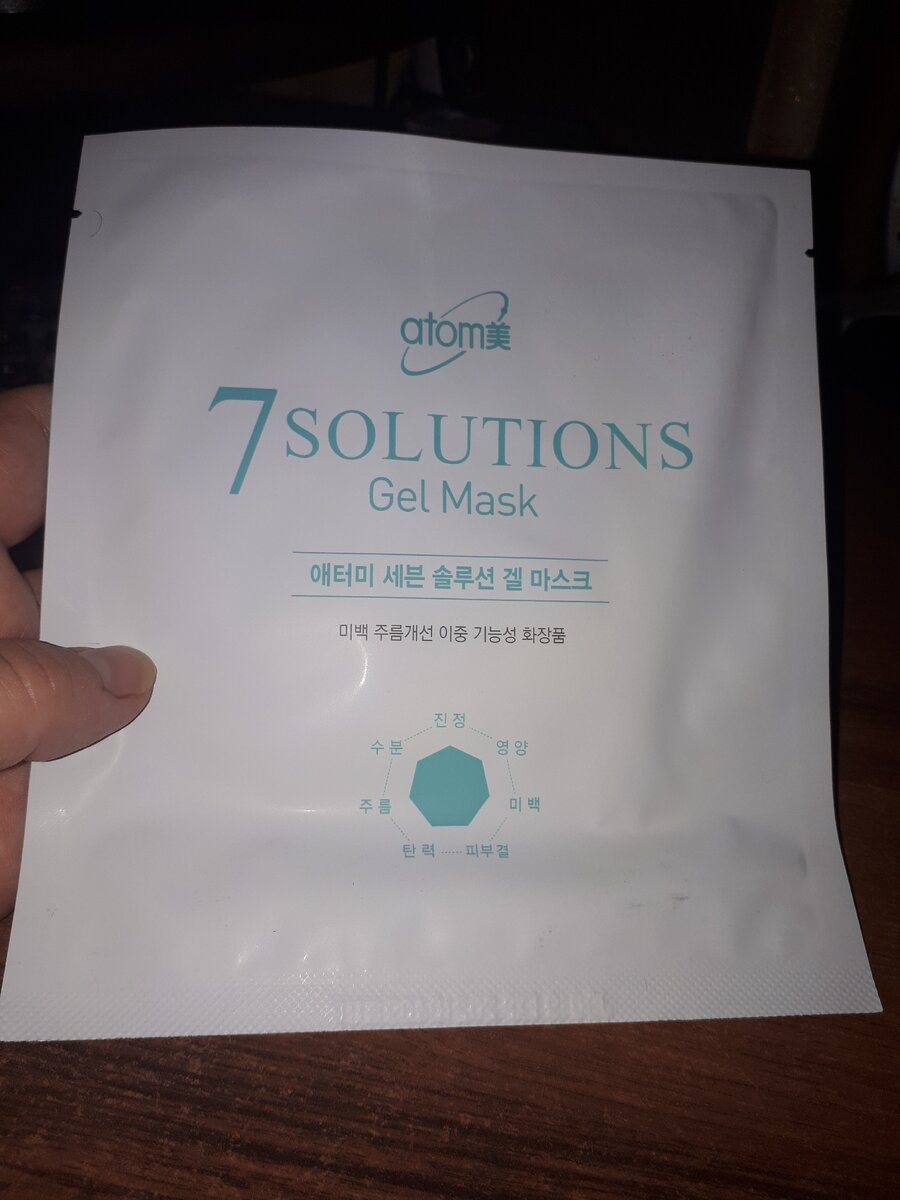 atom美
7 SOLUTIONS
Gel Mask
애터미 세븐 솔루션 겔 마스크
미백 주름개선 이중 기능성 화장품
진정
수분 영양
주름 미백
탄력 피부결